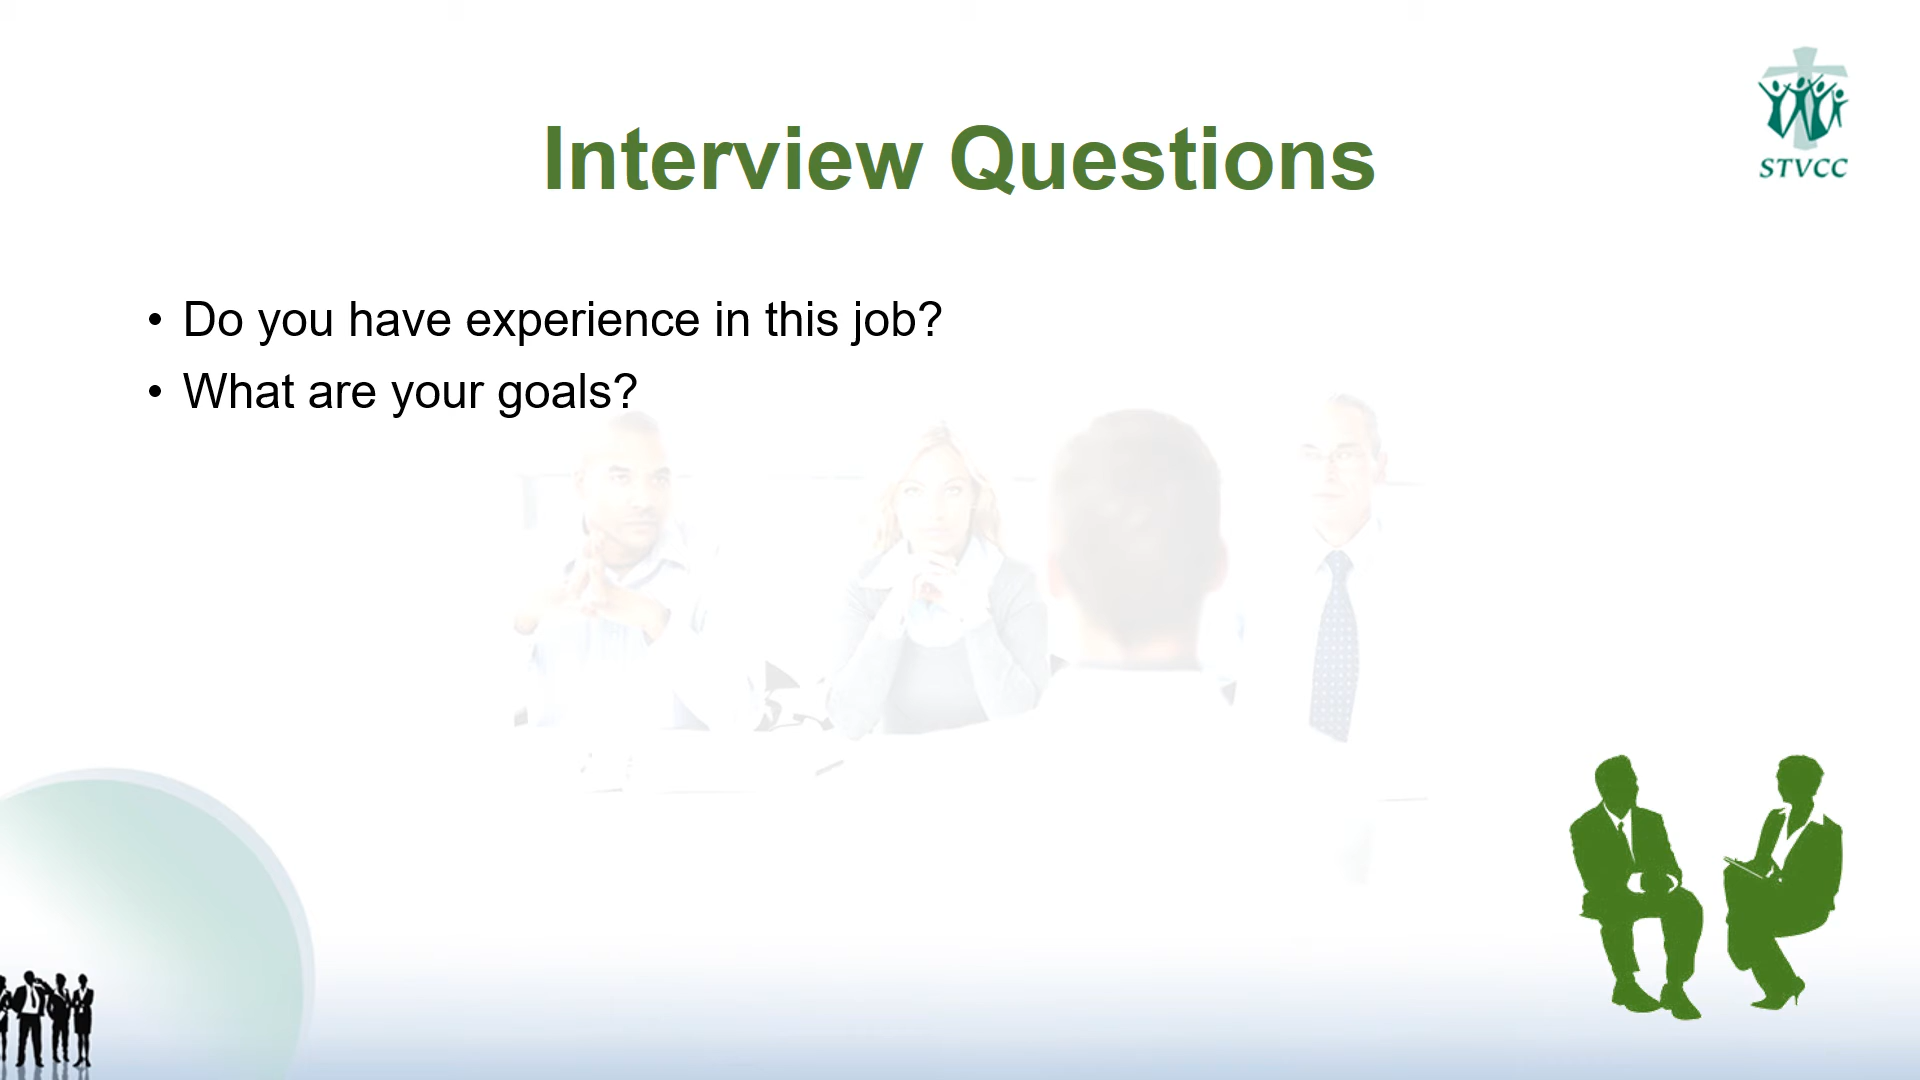 STVCC
Interview Questions
• Do you have experience in this job?
• What are your goals?